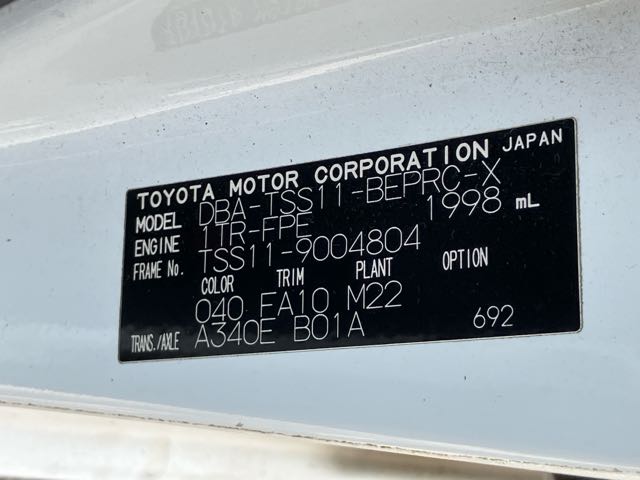 TOYOTA MOTOR CORPORATION JAPAN
MODEL DBA-TSS11-BEPRC-X
ENGINE 1TR-FPE 1998 mL
FRAME No. TSS11-9004804
COLOR TRIM PLANT OPTION
040 FA10 M22
TRANS./AXLE A340E B01A 692